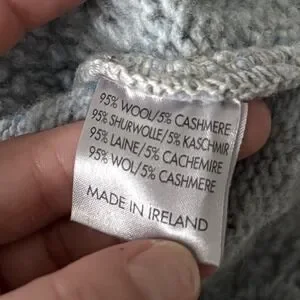 95% WOOL/5% CASHMERE
95% SHURWOLLE/5% KASCHMIR
95% LAINE/5% CACHEMIRE
95% WOL/5% CASHMERE
MADE IN iRELAND